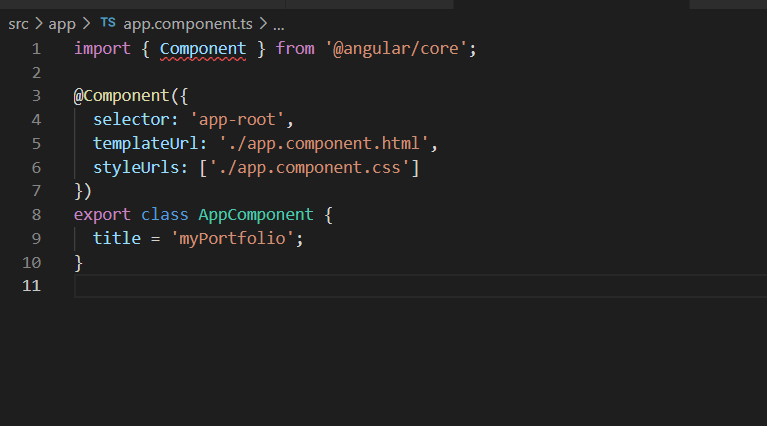 src > app > TS app.component.ts > ...
1 import { Component } from '@angular/core';
2
3 @Component({
4   selector: 'app-root',
5   templateUrl: './app.component.html',
6   styleUrls: ['./app.component.css']
7 })
8 export class AppComponent {
9   title = 'myPortfolio';
10 }
11